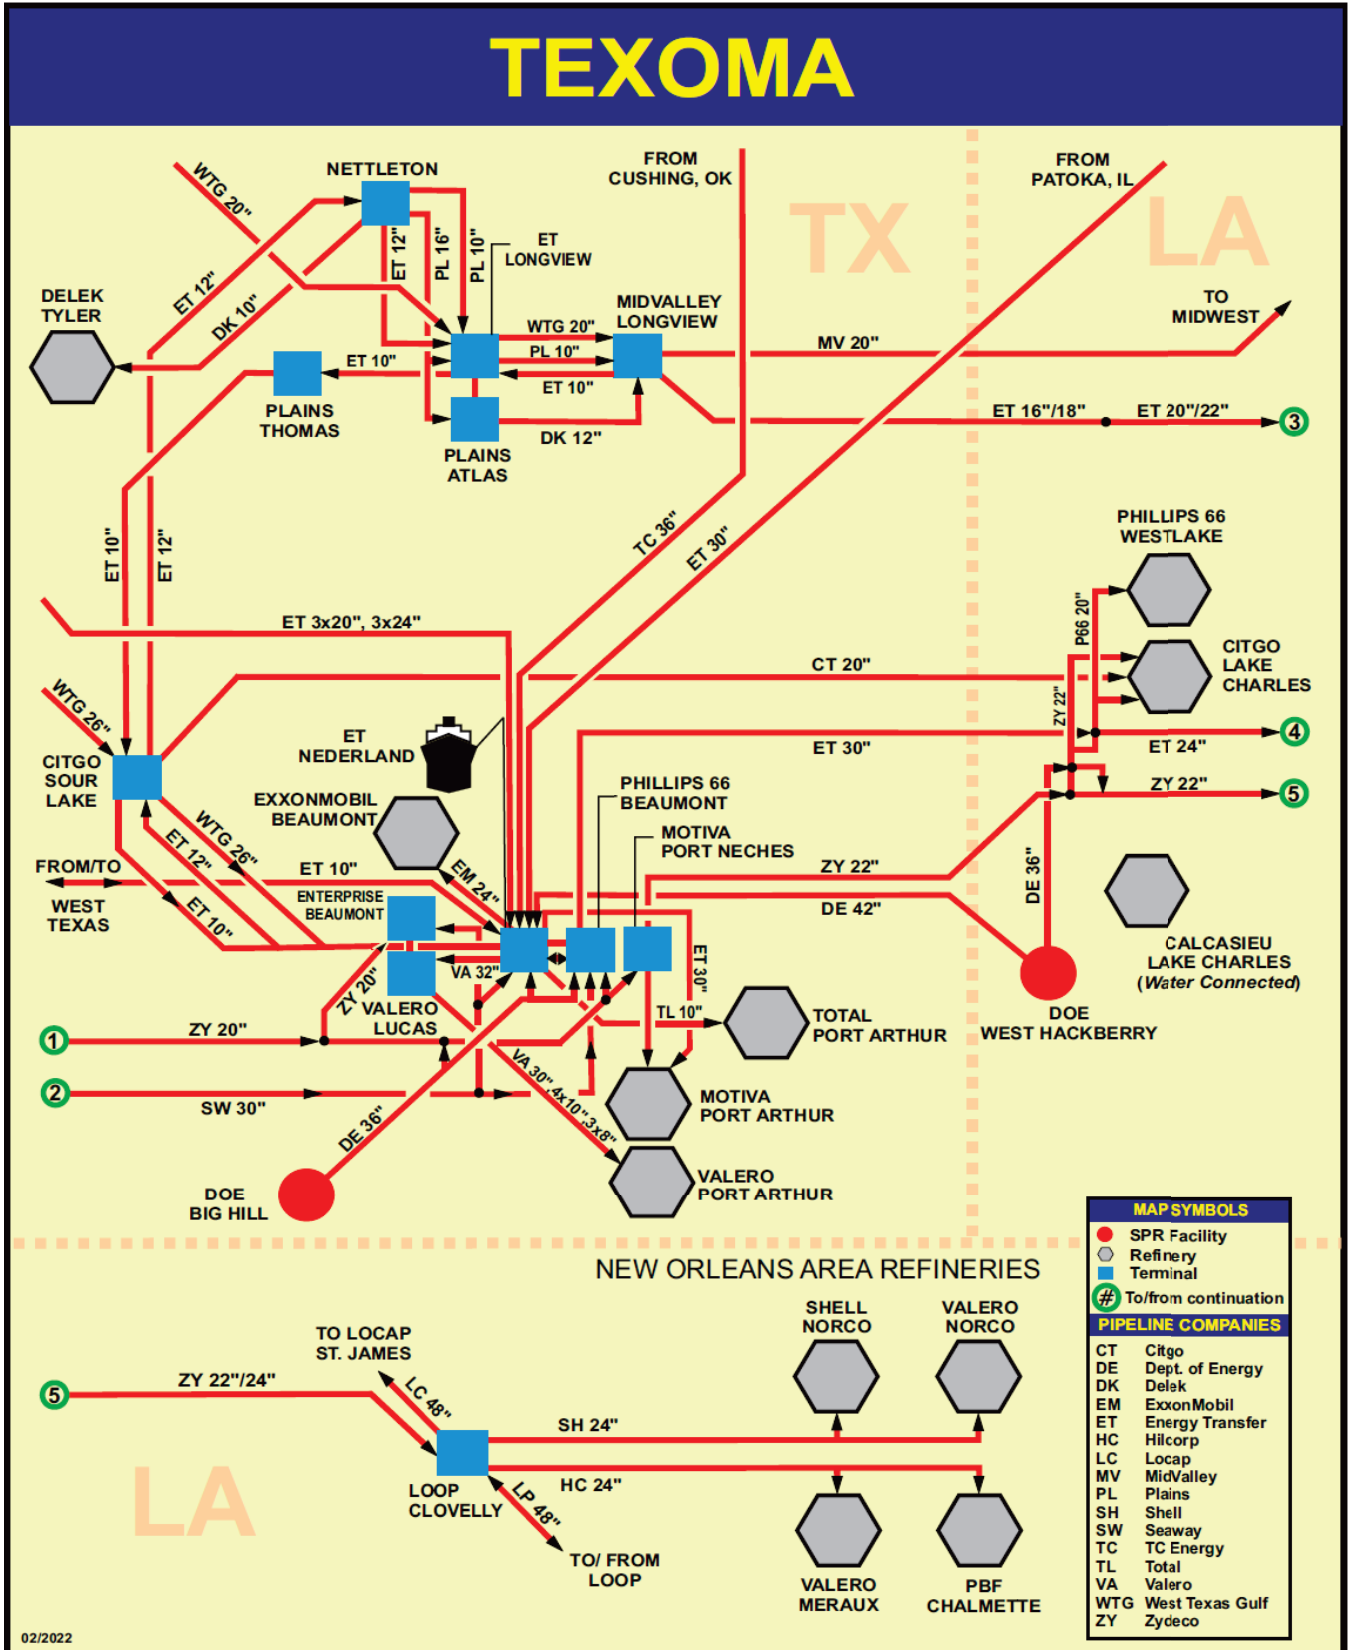 TEXOMA
TX
LA
FROM
CUSHING, OK
FROM
PATOKA, IL
NETTLETON
WTG 20"
ET 12"
PL 16"
PL 10"
ET
LONGVIEW
ET 12"
DK 10"
DELEK
TYLER
MIDVALLEY
LONGVIEW
TO
MIDWEST
WTG 20"
PL 10"
ET 10"
ET 10"
MV 20"
PLAINS
THOMAS
ET 16"/18"
ET 20"/22"
3
DK 12"
PLAINS
ATLAS
ET 10"
ET 12"
TC 36"
ET 30"
PHILLIPS 66
WESTLAKE
P66 20"
ET 3x20", 3x24"
CT 20"
CITGO
LAKE
CHARLES
ZY 22"
WTG 26"
ET
NEDERLAND
ET 30"
ET 24"
4
CITGO
SOUR
LAKE
PHILLIPS 66
BEAUMONT
ZY 22"
5
EXXONMOBIL
BEAUMONT
MOTIVA
PORT NECHES
WTG 26"
ET 12"
FROM/TO
WEST
TEXAS
ET 10"
EM 24"
ZY 22"
DE 36"
ENTERPRISE
BEAUMONT
ET 10"
DE 42"
CALCASIEU
LAKE CHARLES
(Water Connected)
VA 32"
ET 30"
ZY 20"
VALERO
LUCAS
TL 10"
TOTAL
PORT ARTHUR
DOE
WEST HACKBERRY
1
ZY 20"
VA 30",4x10",3x8"
2
SW 30"
MOTIVA
PORT ARTHUR
DE 36"
VALERO
PORT ARTHUR
DOE
BIG HILL
MAP SYMBOLS
SPR Facility
Refinery
Terminal
# To/from continuation
PIPELINE COMPANIES
CT Citgo
DE Dept. of Energy
DK Delek
EM ExxonMobil
ET Energy Transfer
HC Hilcorp
LC Locap
MV MidValley
PL Plains
SH Shell
SW Seaway
TC TC Energy
TL Total
VA Valero
WTG West Texas Gulf
ZY Zydeco
NEW ORLEANS AREA REFINERIES
SHELL
NORCO
VALERO
NORCO
TO LOCAP
ST. JAMES
5
ZY 22"/24"
LC 48"
SH 24"
HC 24"
LOOP
CLOVELLY
LP 48"
LA
TO/ FROM
LOOP
VALERO
MERAUX
PBF
CHALMETTE
02/2022